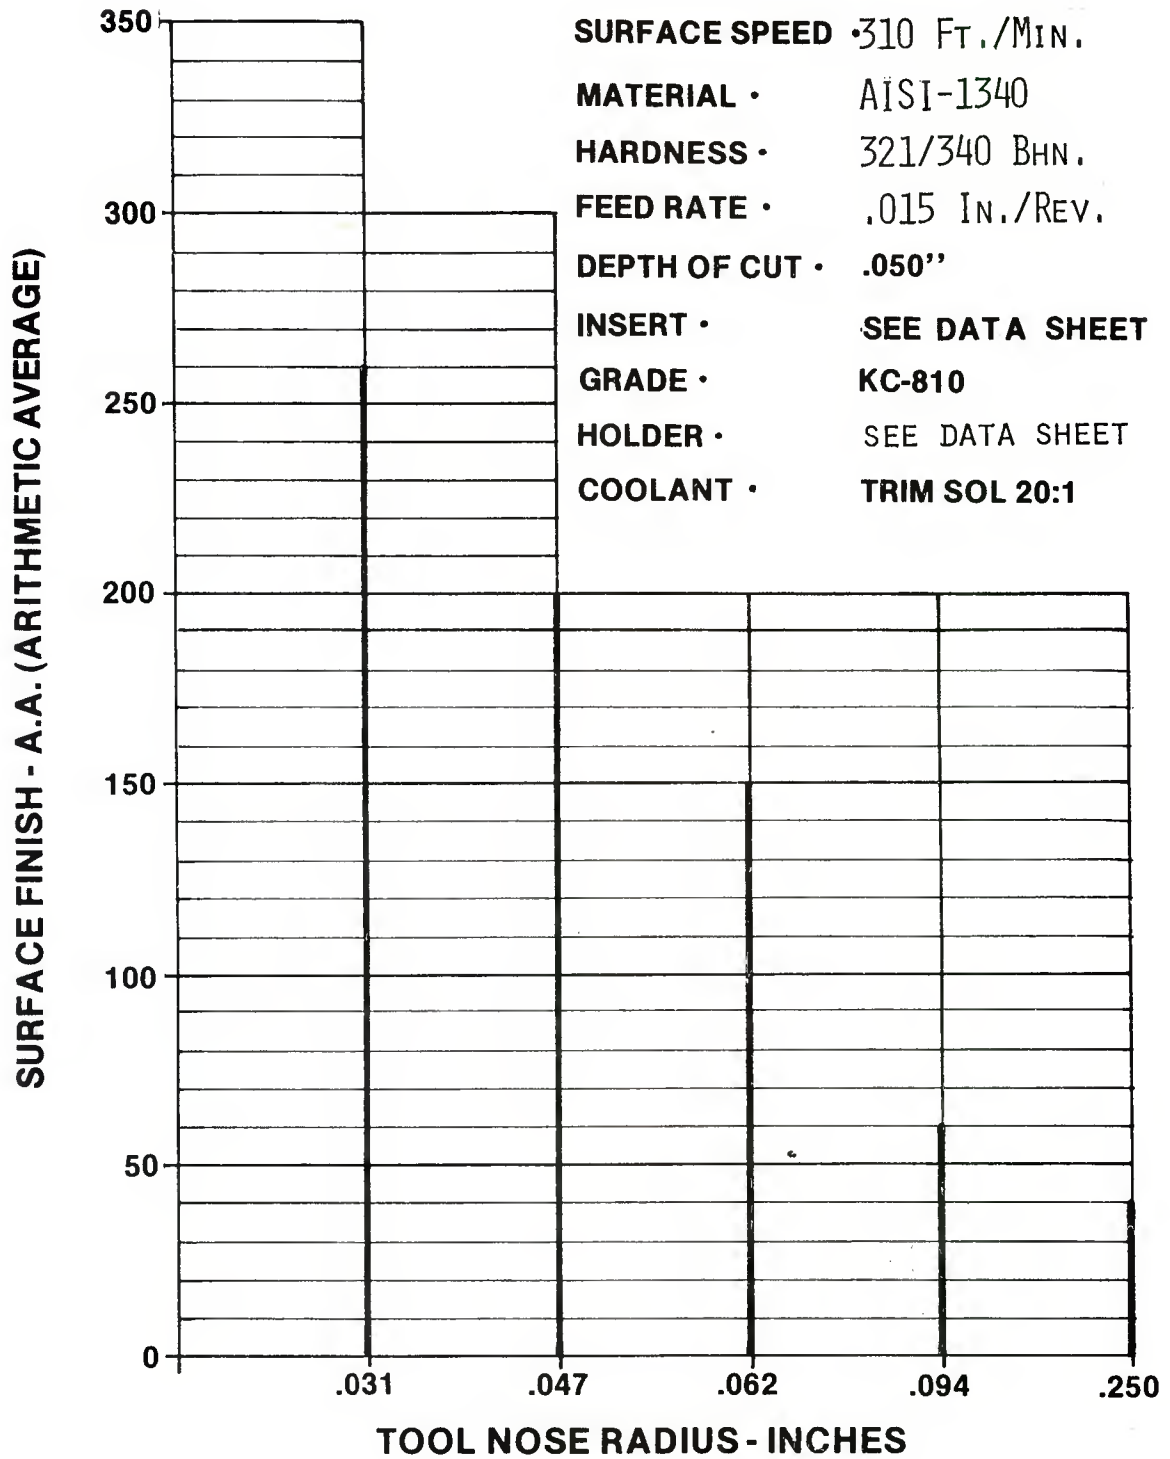 SURFACE SPEED • 310 FT./MIN.
MATERIAL • AISI-1340
HARDNESS • 321/340 BHN.
FEED RATE • .015 IN./REV.
DEPTH OF CUT • .050’’
INSERT • SEE DATA SHEET
GRADE • KC-810
HOLDER • SEE DATA SHEET
COOLANT • TRIM SOL 20:1
SURFACE FINISH - A.A. (ARITHMETIC AVERAGE)
350
300
250
200
150
100
50
0
.031 .047 .062 .094 .250
TOOL NOSE RADIUS - INCHES